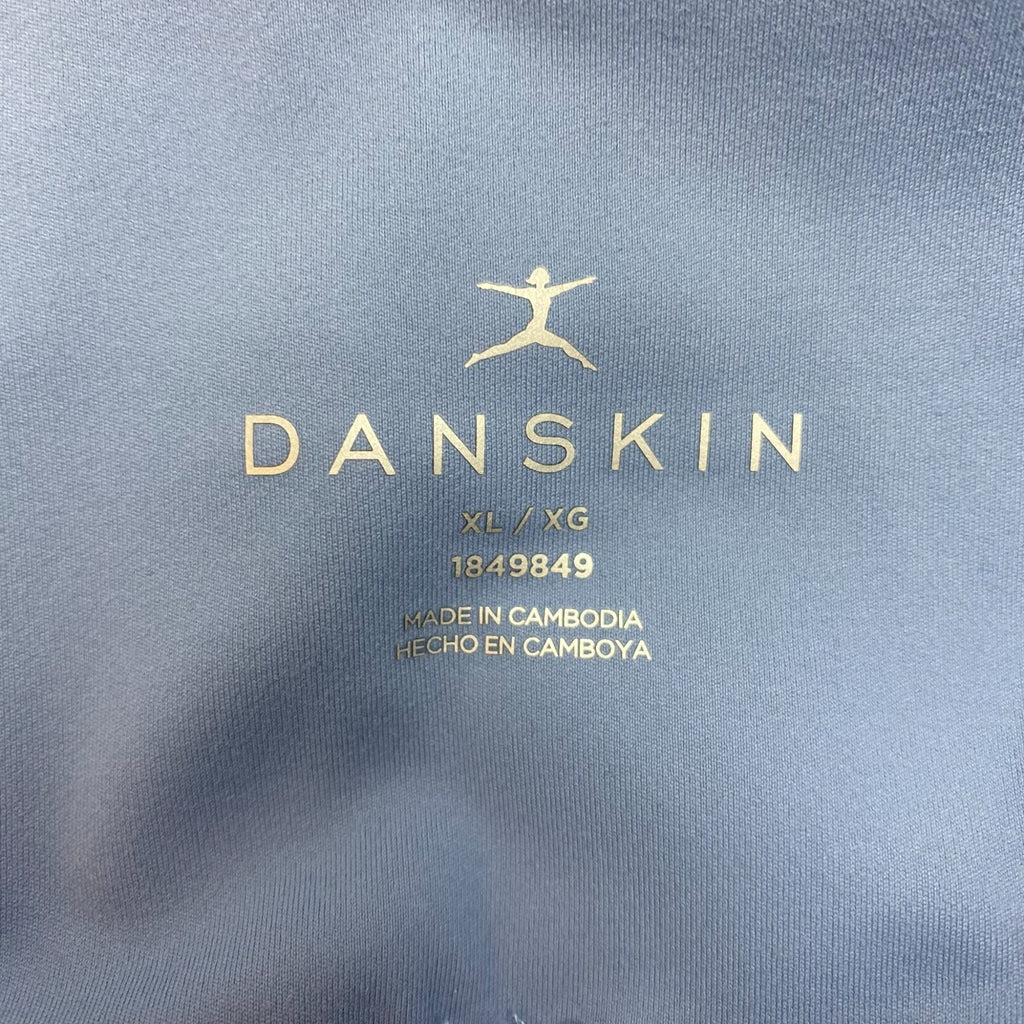 DANSKIN
XL / XG
1849849
MADE IN CAMBODIA
HECHO EN CAMBOYA